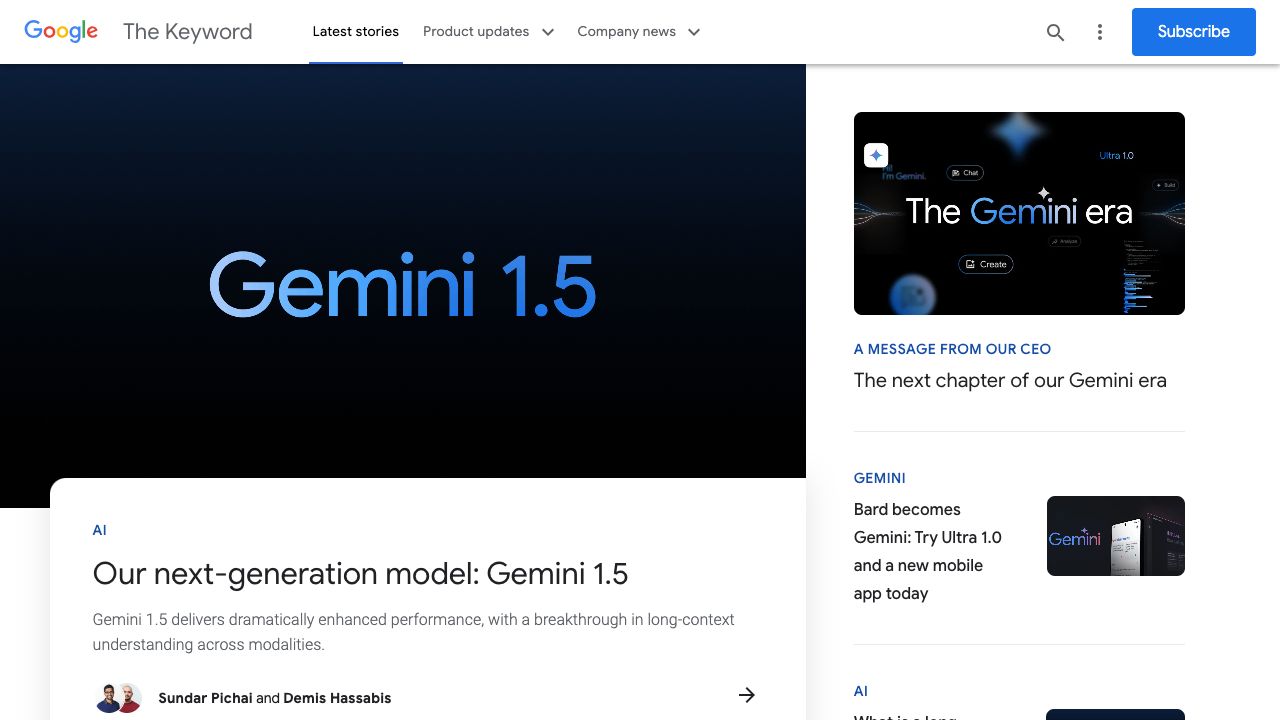 Google The Keyword Latest stories Product updates Company news Subscribe
Gemini 1.5
AI
Our next-generation model: Gemini 1.5
Gemini 1.5 delivers dramatically enhanced performance, with a breakthrough in long-context
understanding across modalities.
Sundar Pichai and Demis Hassabis
Ultra 1.0
Hi!
I'm Gemini.
Chat
Build
The Gemini era
Analyze
Create
A MESSAGE FROM OUR CEO
The next chapter of our Gemini era
GEMINI
Bard becomes
Gemini: Try Ultra 1.0
and a new mobile
app today
Gemini
AI
What is a long